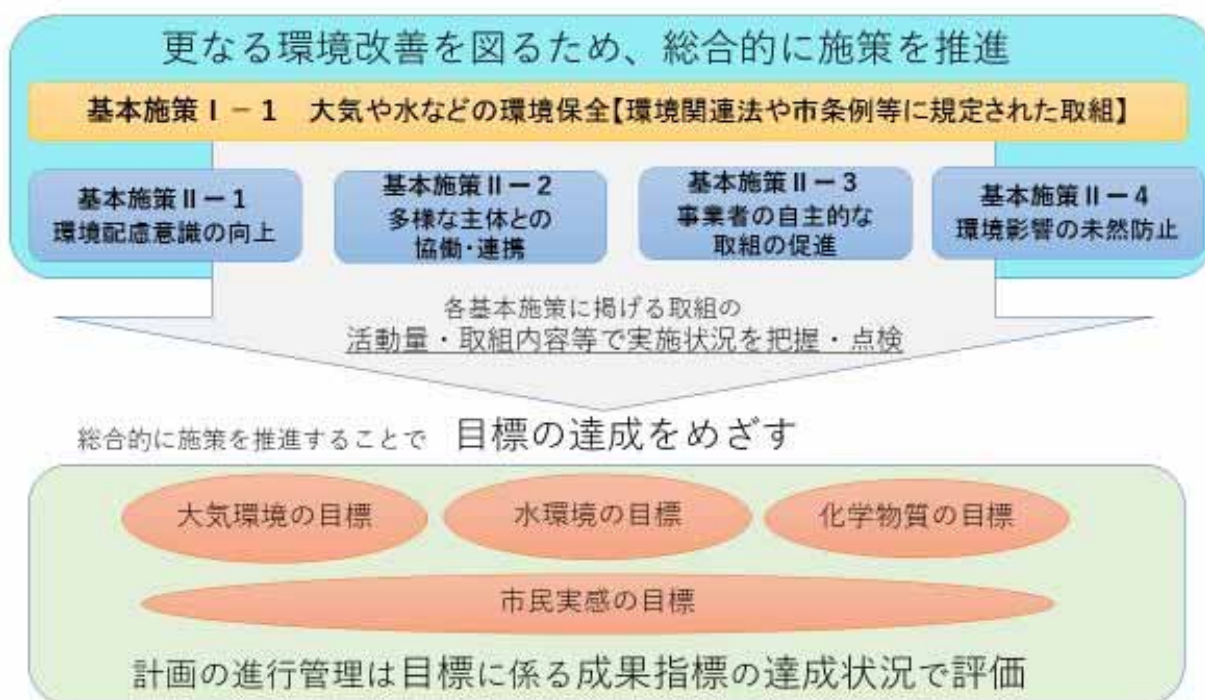 更なる環境改善を図るため、総合的に施策を推進
基本施策Ⅰ－1　大気や水などの環境保全【環境関連法や市条例等に規定された取組】
基本施策Ⅱー1
環境配慮意識の向上
基本施策Ⅱー2
多様な主体との
協働・連携
基本施策Ⅱー3
事業者の自主的な
取組の促進
基本施策Ⅱー4
環境影響の未然防止
各基本施策に掲げる取組の
活動量・取組内容等で実施状況を把握・点検
総合的に施策を推進することで　目標の達成をめざす
大気環境の目標
水環境の目標
化学物質の目標
市民実感の目標
計画の進行管理は目標に係る成果指標の達成状況で評価